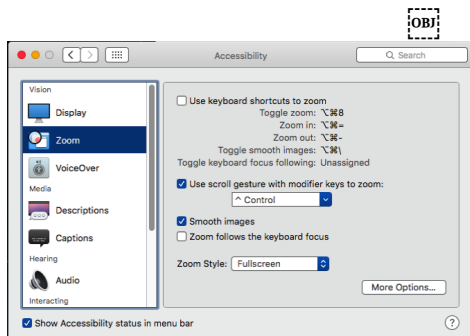 OBJ
Accessibility
Search
Vision
Display
Zoom
VoiceOver
Media
Descriptions
Captions
Hearing
Audio
Interacting
Use keyboard shortcuts to zoom
Toggle zoom: ⌥⌘8
Zoom in: ⌥⌘=
Zoom out: ⌥⌘-
Toggle smooth images: ⌥⌘\
Toggle keyboard focus following: Unassigned
Use scroll gesture with modifier keys to zoom:
^ Control
Smooth images
Zoom follows the keyboard focus
Zoom Style: Fullscreen
More Options...
Show Accessibility status in menu bar
?